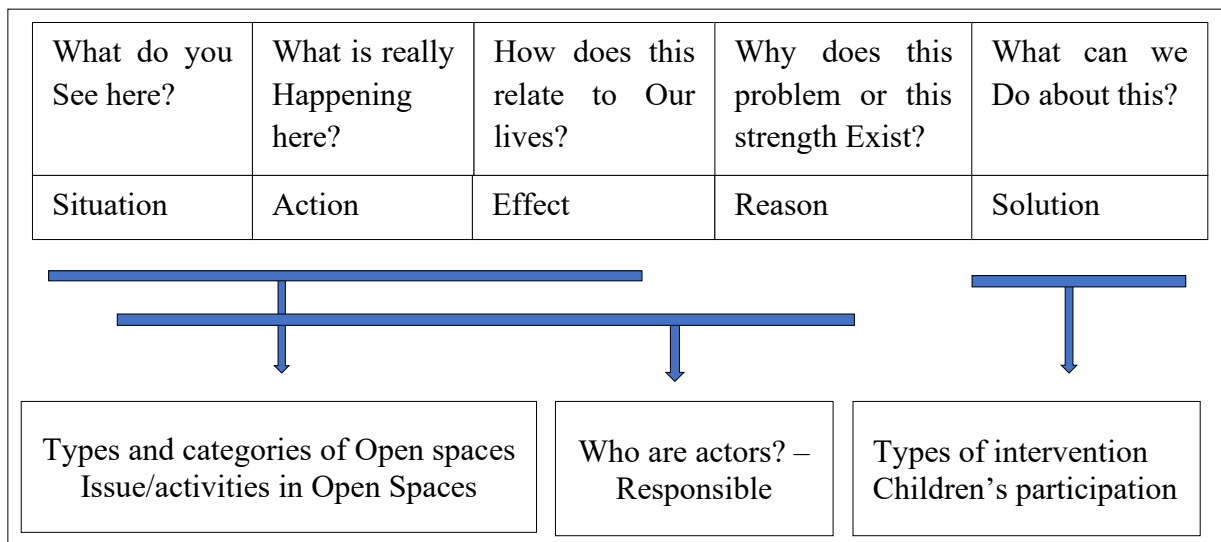 What do you
See here?
What is really
Happening
here?
How does this
relate to Our
lives?
Why does this
problem or this
strength Exist?
What can we
Do about this?
Situation
Action
Effect
Reason
Solution
Types and categories of Open spaces
Issue/activities in Open Spaces
Who are actors? –
Responsible
Types of intervention
Children’s participation